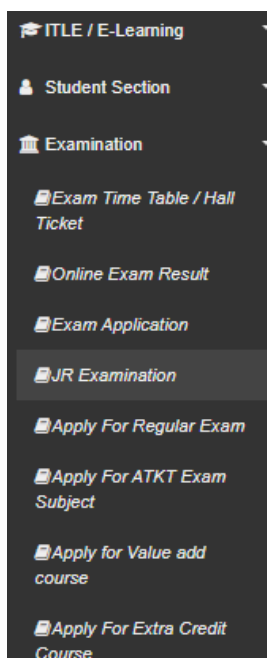 ITLE / E-Learning
Student Section
Examination
Exam Time Table / Hall
Ticket
Online Exam Result
Exam Application
JR Examination
Apply For Regular Exam
Apply For ATKT Exam
Subject
Apply for Value add
course
Apply For Extra Credit
Course